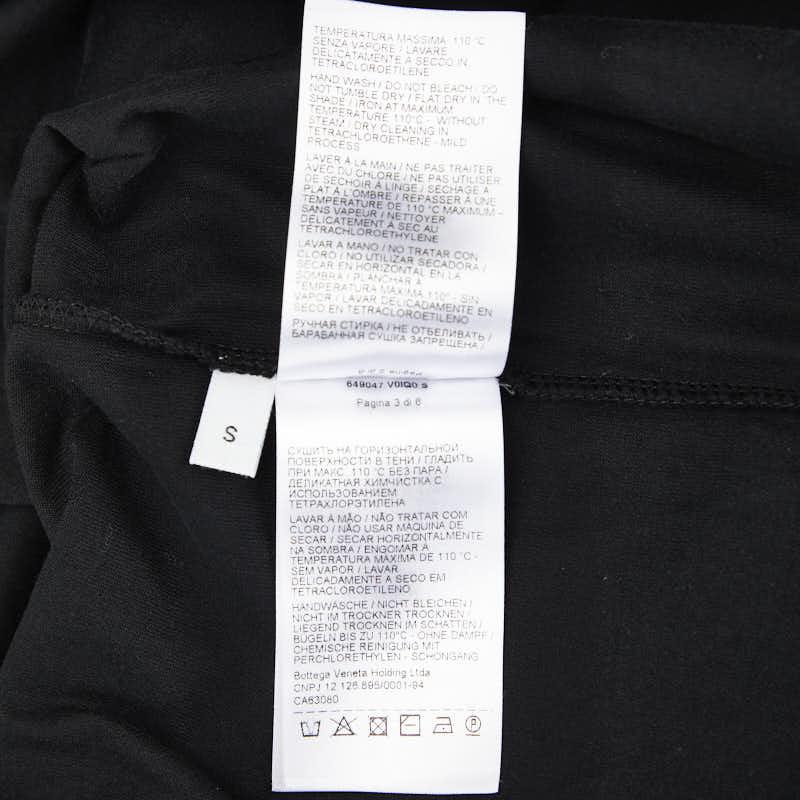 TEMPERATURA MASSIMA 110 °C
SENZA VAPORE / LAVARE
DELICATAMENTE A SECCO IN
TETRACLOROETILENE
HAND WASH / DO NOT BLEACH / DO
NOT TUMBLE DRY / FLAT DRY IN THE
SHADE / IRON AT MAXIMUM
TEMPERATURE 110°C - WITHOUT
STEAM / DRY CLEANING IN
TETRACHLOROETHENE - MILD
PROCESS
LAVER À LA MAIN / NE PAS TRAITER
AVEC DU CHLORE / NE PAS UTILISER
DE SECHOIR À LINGE / SECHAGE A
PLAT À L'OMBRE / REPASSER À UNE
TEMPÉRATURE DE 110 °C MAXIMUM -
SANS VAPEUR / NETTOYER
DÉLICATEMENT À SEC AU
TETRACHLOROETHYLENE
LAVAR A MANO / NO TRATAR CON
CLORO / NO UTILIZAR SECADORA /
SECAR EN HORIZONTAL EN LA
SOMBRA / PLANCHAR A
TEMPERATURA MÁXIMA 110° - SIN
VAPOR / LAVAR DELICADAMENTE EN
SECO EN TETRACLOROETILENO
РУЧНАЯ СТИРКА / НЕ ОТБЕЛИВАТЬ /
БАРАБАННАЯ СУШКА ЗАПРЕЩЕНА /
649047 V0IQ0 S
Pagina 3 di 6
S
СУШИТЬ НА ГОРИЗОНТАЛЬНОЙ
ПОВЕРХНОСТИ В ТЕНИ / ГЛАДИТЬ
ПРИ МАКС. 110 °C БЕЗ ПАРА /
ДЕЛИКАТНАЯ ХИМЧИСТКА С
ИСПОЛЬЗОВАНИЕМ
ТЕТРАХЛОРЭТИЛЕНА
LAVAR À MÃO / NÃO TRATAR COM
CLORO / NÃO USAR MAQUINA DE
SECAR / SECAR HORIZONTALMENTE
NA SOMBRA / ENGOMAR A
TEMPERATURA MAXIMA DE 110 °C -
SEM VAPOR / LAVAR
DELICADAMENTE A SECO EM
TETRACLOROETILENO
HANDWÄSCHE / NICHT BLEICHEN /
NICHT IM TROCKNER TROCKNEN /
LIEGEND TROCKNEN IM SCHATTEN /
BÜGELN BIS ZU 110°C - OHNE DAMPF /
CHEMISCHE REINIGUNG MIT
PERCHLORETHYLEN - SCHONGANG
Bottega Veneta Holding Ltda
CNPJ 12.126.895/0001-94
CA63080